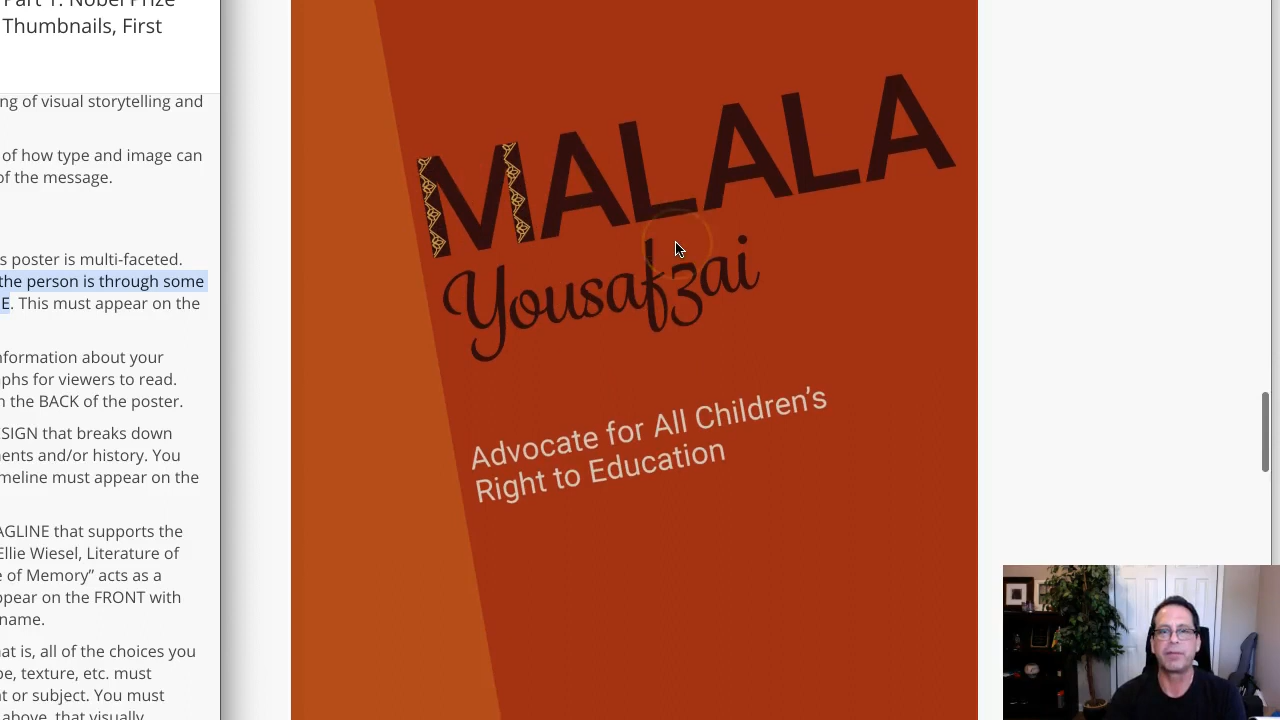 Part 1: Nobel Prize
Thumbnails, First
ng of visual storytelling and
of how type and image can
of the message.
s poster is multi-faceted.
the person is through some
E. This must appear on the
nformation about your
phs for viewers to read.
n the BACK of the poster.
SIGN that breaks down
ents and/or history. You
meline must appear on the
AGLINE that supports the
Ellie Wiesel, Literature of
e of Memory” acts as a
ppear on the FRONT with
name.
at is, all of the choices you
pe, texture, etc. must
nt or subject. You must
above, that visually
MALALA
Yousafzai
Advocate for All Children’s
Right to Education